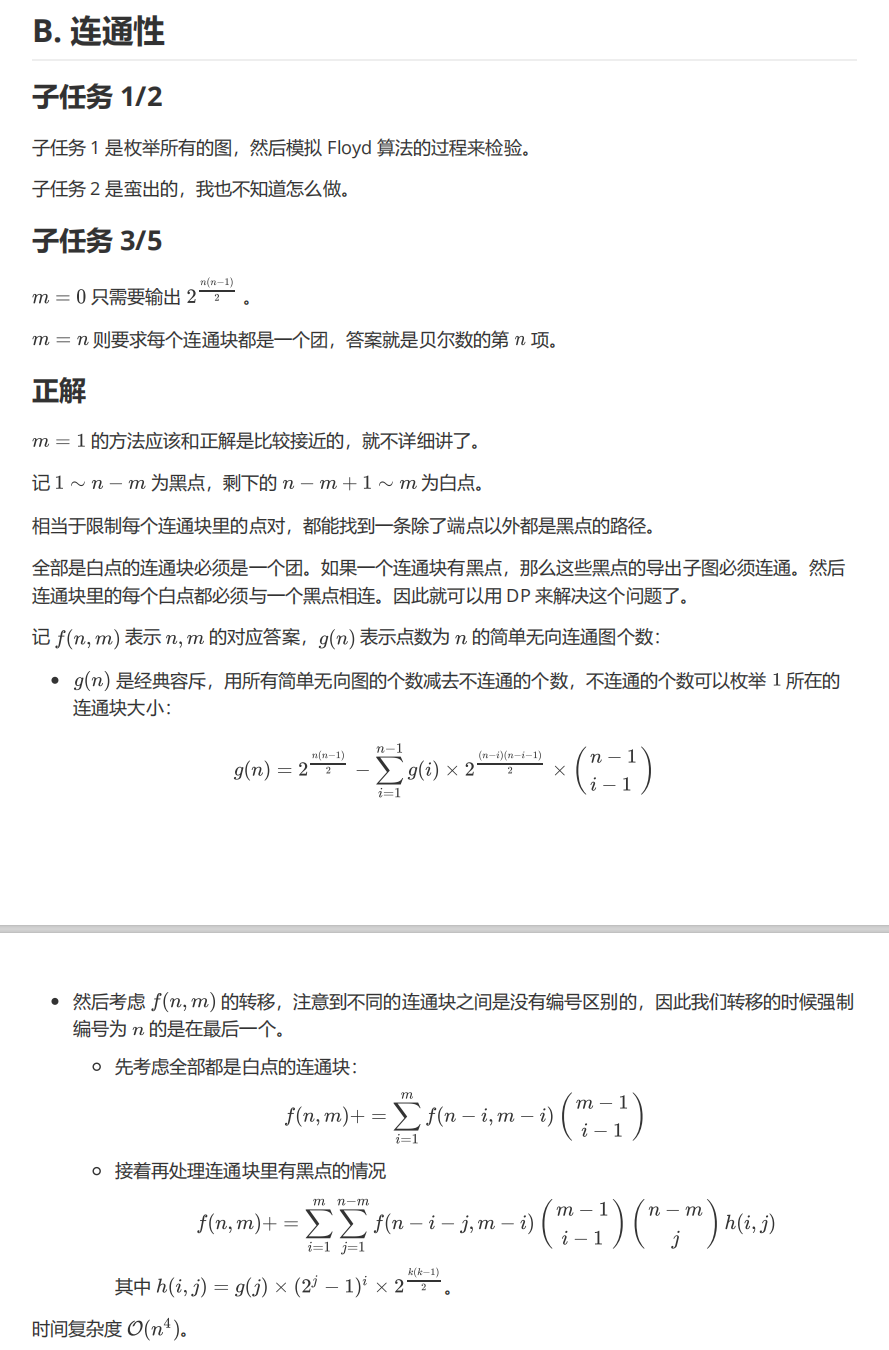 B. 连通性
子任务 1/2
子任务 1 是枚举所有的图，然后模拟 Floyd 算法的过程来检验。
子任务 2 是蛮出的，我也不知道怎么做。
子任务 3/5
m = 0 只需要输出 2^{\frac{n(n-1)}{2}} 。
m = n 则要求每个连通块都是一个团，答案就是贝尔数的第 n 项。
正解
m = 1 的方法应该和正解是比较接近的，就不详细讲了。
记 1 ∼ n − m 为黑点，剩下的 n − m + 1 ∼ m 为白点。
相当于限制每个连通块里的点对，都能找到一条除了端点以外都是黑点的路径。
全部是白点的连通块必须是一个团。如果一个连通块有黑点，那么这些黑点的导出子图必须连通。然后
连通块里的每个白点都必须与一个黑点相连。因此就可以用 DP 来解决这个问题了。
记 f(n, m) 表示 n, m 的对应答案，g(n) 表示点数为 n 的简单无向连通图个数：
• g(n) 是经典容斥，用所有简单无向图的个数减去不连通的个数，不连通的个数可以枚举 1 所在的
连通块大小：
g(n) = 2^{\frac{n(n-1)}{2}} − \sum_{i=1}^{n-1} g(i) × 2^{\frac{(n-i)(n-i-1)}{2}} × \binom{n-1}{i-1}
• 然后考虑 f(n, m) 的转移，注意到不同的连通块之间是没有编号区别的，因此我们转移的时候强制
编号为 n 的是在最后一个。
○ 先考虑全部都是白点的连通块：
f(n, m)+ = \sum_{i=1}^{m} f(n − i, m − i) \binom{m-1}{i-1}
○ 接着再处理连通块里有黑点的情况
f(n, m)+ = \sum_{i=1}^{m} \sum_{j=1}^{n-m} f(n − i − j, m − i) \binom{m-1}{i-1} \binom{n-m}{j} h(i, j)
其中 h(i, j) = g(j) × (2^j − 1)^i × 2^{\frac{k(k-1)}{2}} 。
时间复杂度 O(n^4)。